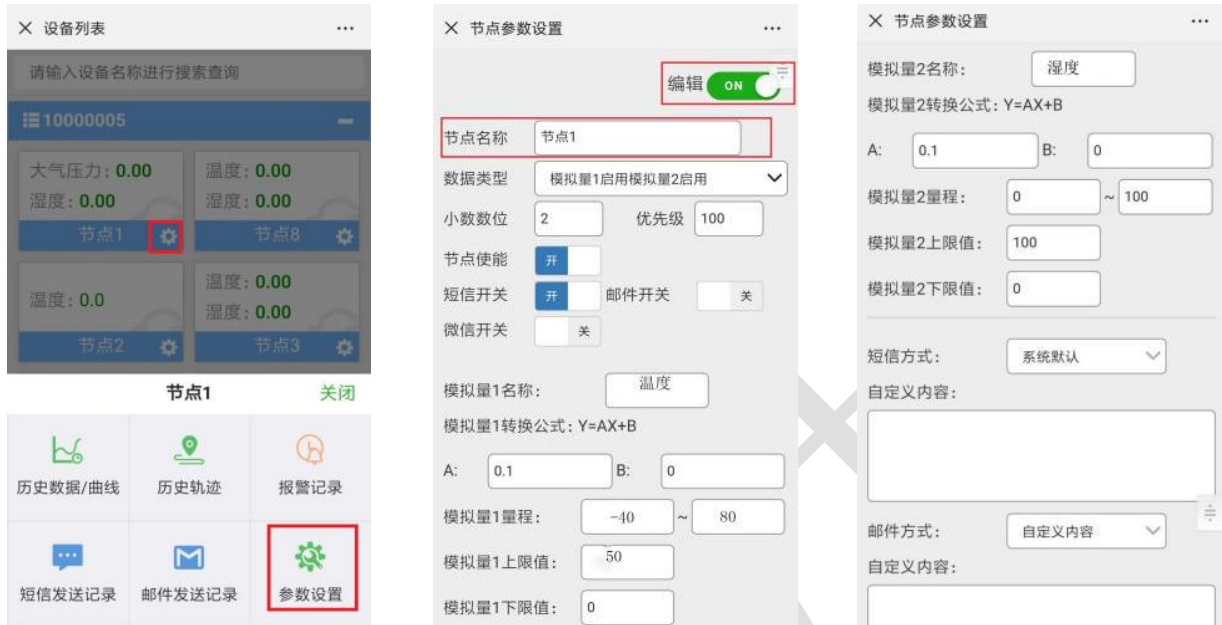 设备列表
请输入设备名称进行搜索查询
10000005
大气压力:0.00
湿度:0.00
节点1
温度:0.00
湿度:0.00
节点8
温度:0.0
节点2
温度:0.00
湿度:0.00
节点3
节点1
关闭
历史数据/曲线
历史轨迹
报警记录
短信发送记录
邮件发送记录
参数设置
节点参数设置
编辑 ON
节点名称 节点1
数据类型 模拟量1启用模拟量2启用
小数数位 2 优先级 100
节点使能 开
短信开关 开 邮件开关 关
微信开关 关
模拟量1名称: 温度
模拟量1转换公式:Y=AX+B
A: 0.1 B: 0
模拟量1量程: -40 ~ 80
模拟量1上限值: 50
模拟量1下限值: 0
节点参数设置
模拟量2名称: 湿度
模拟量2转换公式:Y=AX+B
A: 0.1 B: 0
模拟量2量程: 0 ~ 100
模拟量2上限值: 100
模拟量2下限值: 0
短信方式: 系统默认
自定义内容:
邮件方式: 自定义内容
自定义内容: